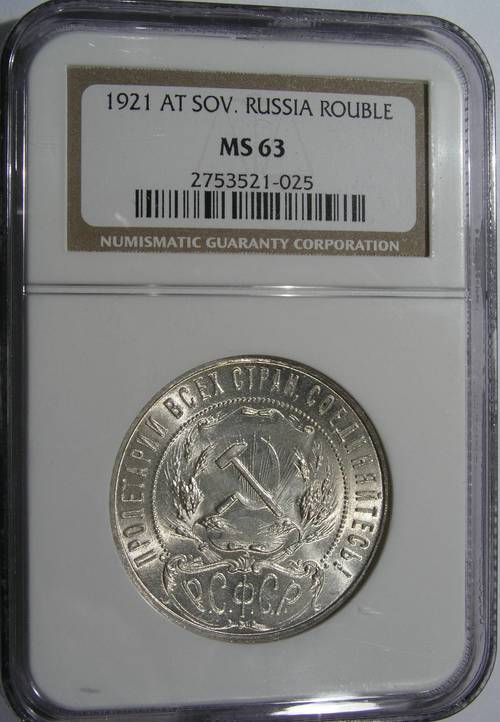 1921 AT SOV. RUSSIA ROUBLE
MS 63
2753521-025
NUMISMATIC GUARANTY CORPORATION
ПРОЛЕТАРИИ ВСЕХ СТРАН, СОЕДИНЯЙТЕСЬ!
Р.С.Ф.С.Р.